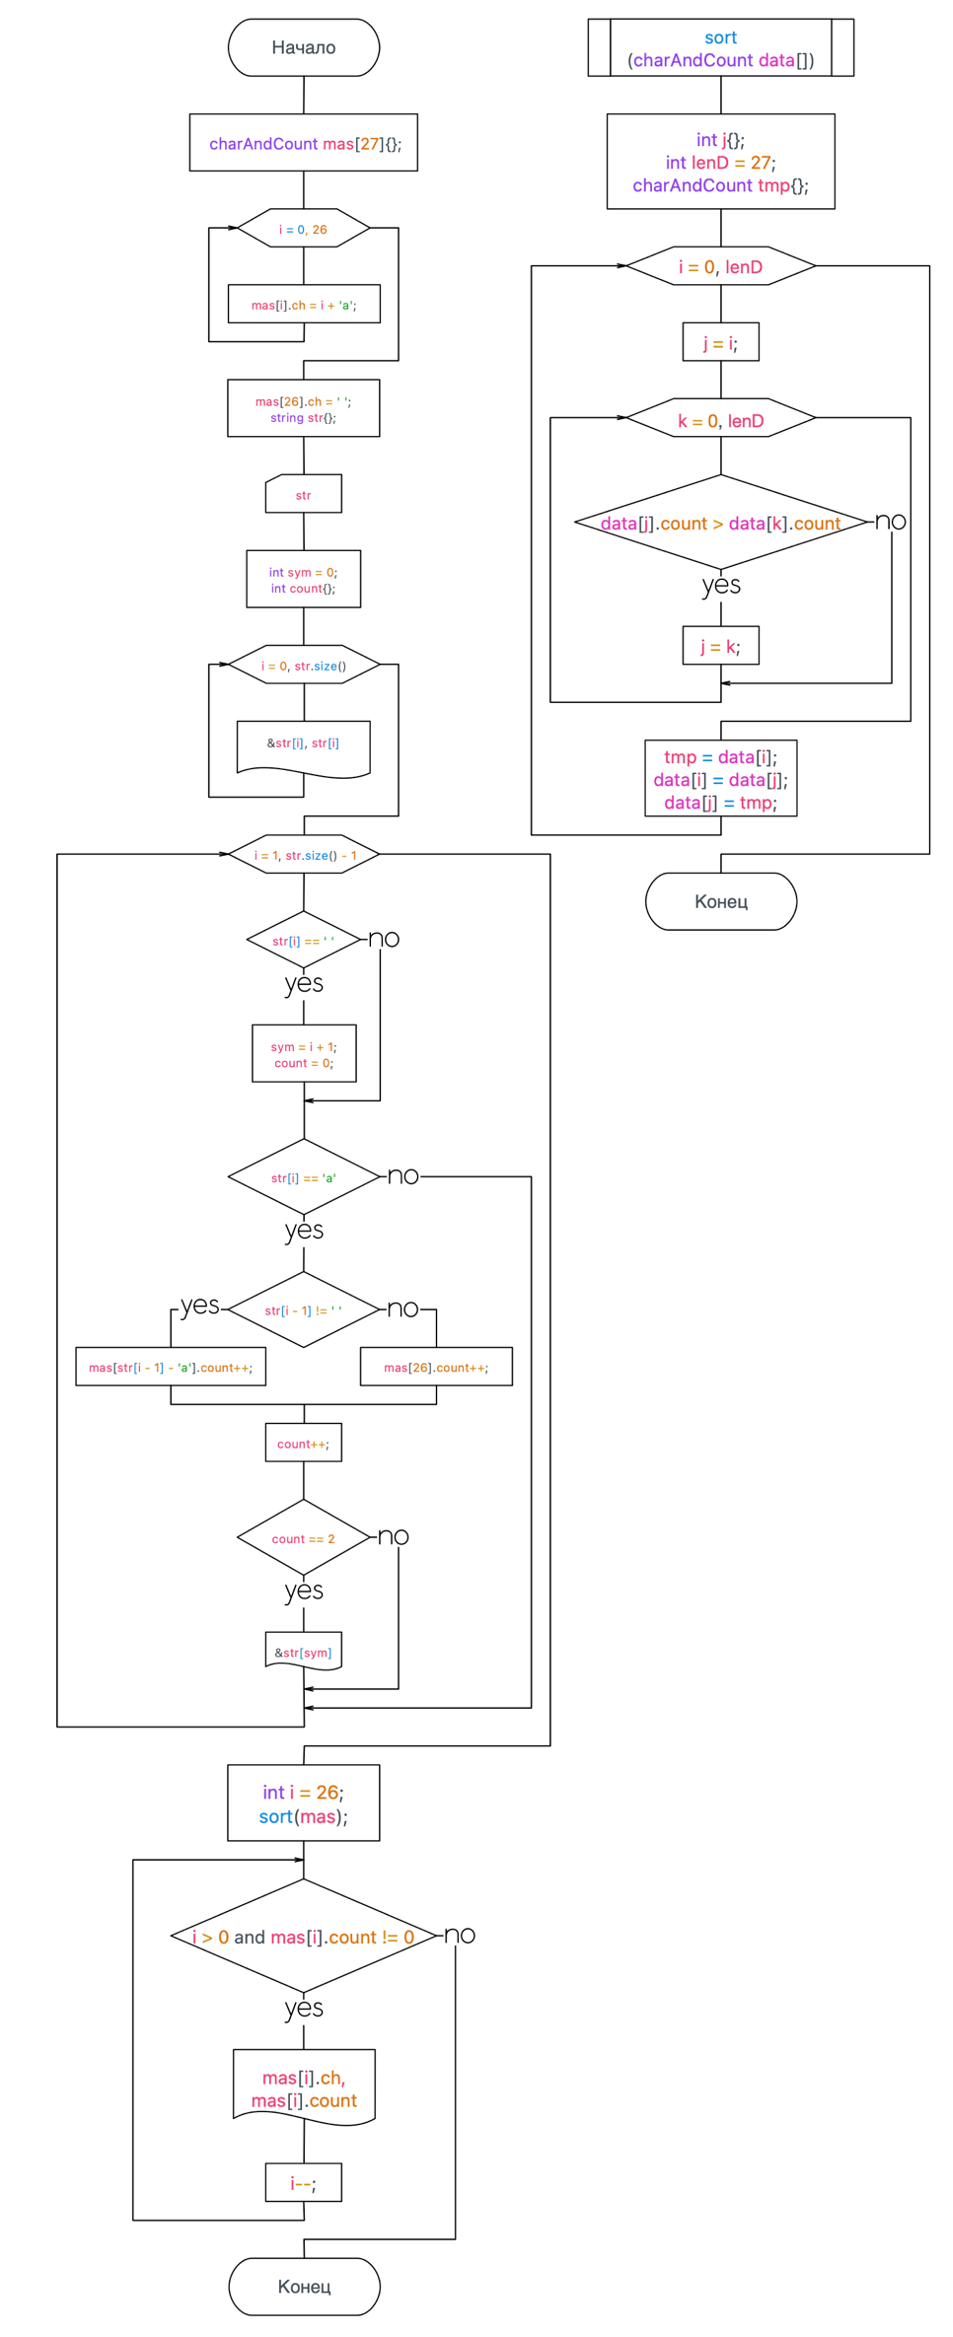 Начало
charAndCount mas[27]{};
i = 0, 26
mas[i].ch = i + 'a';
mas[26].ch = ' ';
string str{};
str
int sym = 0;
int count{};
i = 0, str.size()
&str[i], str[i]
i = 1, str.size() - 1
str[i] == ' '
no
yes
sym = i + 1;
count = 0;
str[i] == 'a'
no
yes
str[i - 1] != ' '
yes
no
mas[str[i - 1] - 'a'].count++;
mas[26].count++;
count++;
count == 2
no
yes
&str[sym]
int i = 26;
sort(mas);
i > 0 and mas[i].count != 0
no
yes
mas[i].ch,
mas[i].count
i--;
Конец
sort
(charAndCount data[])
int j{};
int lenD = 27;
charAndCount tmp{};
i = 0, lenD
j = i;
k = 0, lenD
data[j].count > data[k].count
no
yes
j = k;
tmp = data[i];
data[i] = data[j];
data[j] = tmp;
Конец